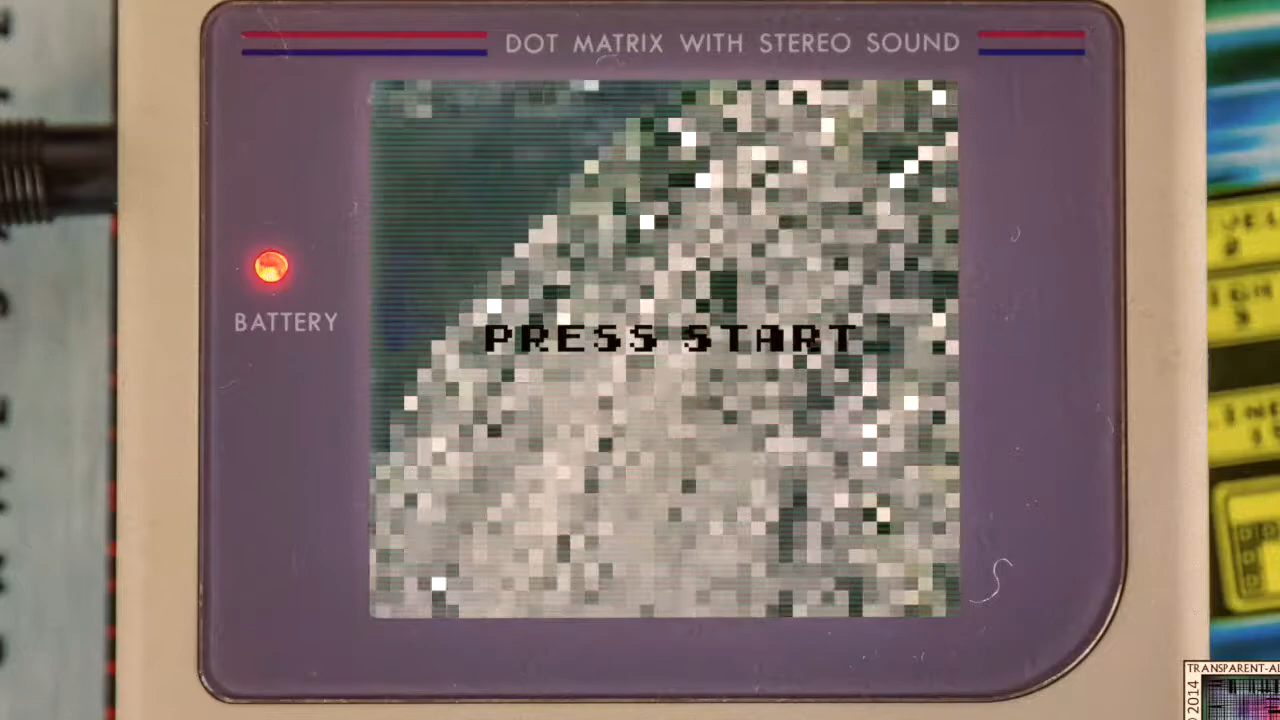 DOT MATRIX WITH STEREO SOUND
BATTERY
PRESS START
TRANSPARENT-
2014